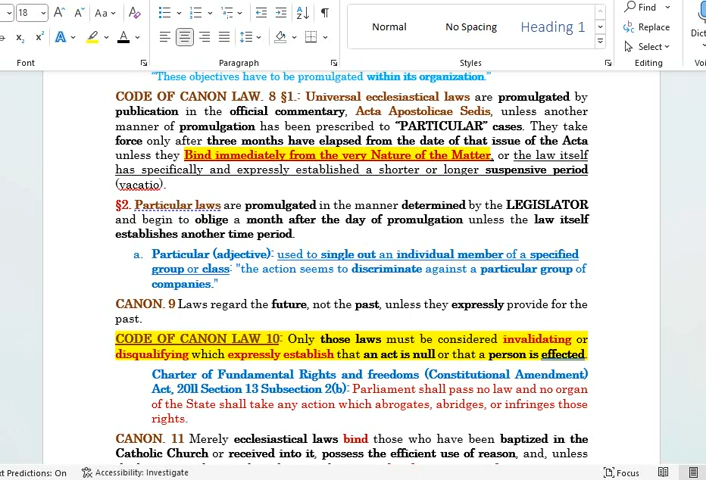 18
Aa
A
Font
Paragraph
Normal
No Spacing
Heading 1
Styles
Find
Replace
Select
Editing
Dict
Voi
"These objectives have to be promulgated within its organization."
CODE OF CANON LAW. 8 §1.: Universal ecclesiastical laws are promulgated by
publication in the official commentary, Acta Apostolicae Sedis, unless another
manner of promulgation has been prescribed to "PARTICULAR" cases. They take
force only after three months have elapsed from the date of that issue of the Acta
unless they Bind immediately from the very Nature of the Matter, or the law itself
has specifically and expressly established a shorter or longer suspensive period
(vacatio).
§2. Particular laws are promulgated in the manner determined by the LEGISLATOR
and begin to oblige a month after the day of promulgation unless the law itself
establishes another time period.
a. Particular (adjective): used to single out an individual member of a specified
group or class: "the action seems to discriminate against a particular group of
companies."
CANON. 9 Laws regard the future, not the past, unless they expressly provide for the
past.
CODE OF CANON LAW 10: Only those laws must be considered invalidating or
disqualifying which expressly establish that an act is null or that a person is effected.
Charter of Fundamental Rights and freedoms (Constitutional Amendment)
Act, 2011 Section 13 Subsection 2(b): Parliament shall pass no law and no organ
of the State shall take any action which abrogates, abridges, or infringes those
rights.
CANON. 11 Merely ecclesiastical laws bind those who have been baptized in the
Catholic Church or received into it, possess the efficient use of reason, and, unless
xt Predictions: On
Accessibility: Investigate
Focus